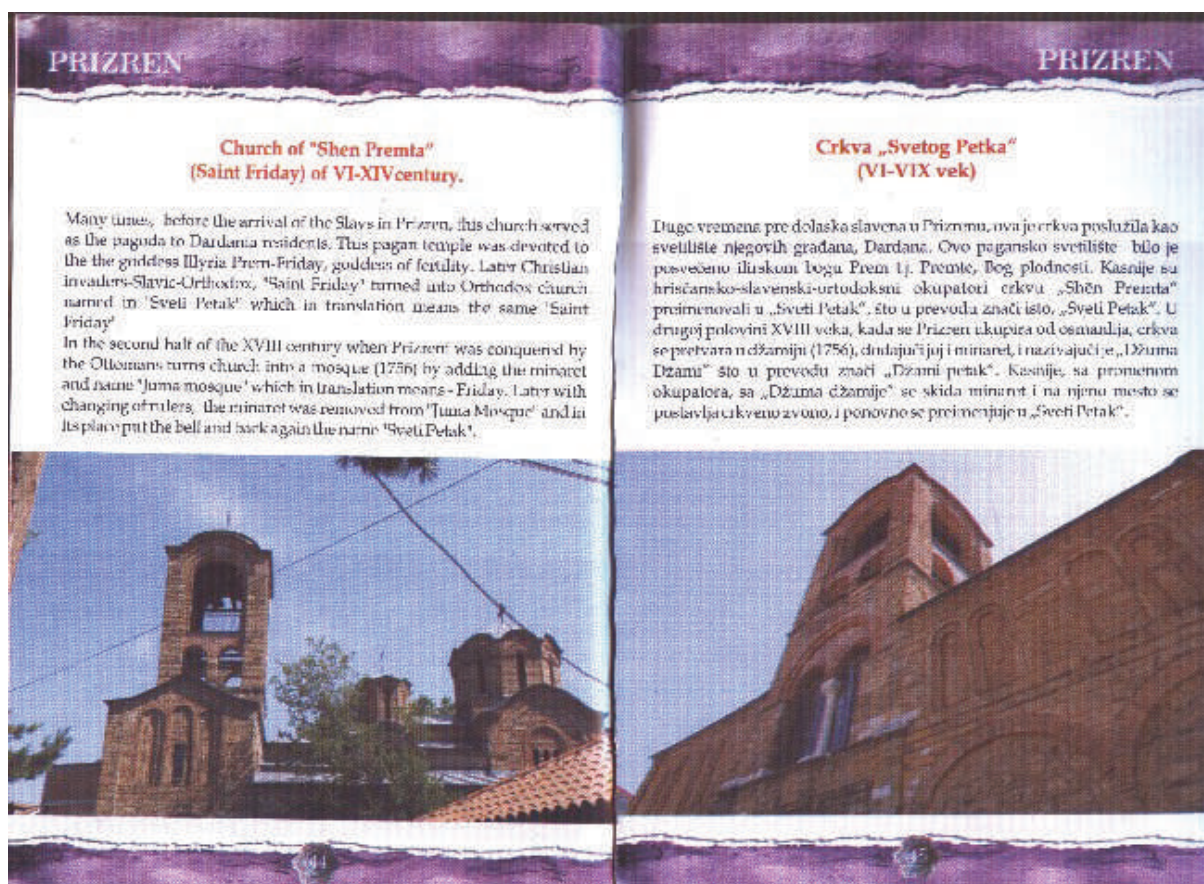 PRIZREN
Church of "Shen Premta"
(Saint Friday) of VI-XIVcentury.
Many times, before the arrival of the Slavs in Prizren, this church served
as the pagoda to Dardania residents. This pagan temple was devoted to
the the goddess Illyria Prem-Friday, goddess of fertility. Later Christian
invaders-Slavic-Orthodox, "Saint Friday" turned into Orthodox church
named in "Sveti Petak" which in translation means the same "Saint
Friday"
In the second half of the XVIII century when Prizrent was conquered by
the Ottomans turns church into a mosque (1756) by adding the minaret
and name "Juma mosque" which in translation means - Friday. Later with
changing of rulers, the minaret was removed from "Juma Mosque" and in
its place put the bell and back again the name "Sveti Petak".
44
PRIZREN
Crkva „Svetog Petka“
(VI-VIX vek)
Dugo vremena pre dolaska slavena u Prizrenu, ova je crkva poslužila kao
svetilište njegovih građana, Dardana. Ovo pagansko svetilište bilo je
posvećeno ilirskom bogu Prem t.j. Premte, Bog plodnosti. Kasnije su
hrišćansko-slavenski-ortodoksni okupatori crkvu „Shën Premta“
preimenovali u „Sveti Petak“, što u prevodu znači isto, „Sveti Petak“. U
drugoj polovini XVIII veka, kada se Prizren ukupira od osmanlija, crkva
se pretvara u džamiju (1756), dodajući joj i minaret, i nazivajući je „Džuma
Džami“ što u prevodu znači „Džami petak“. Kasnije, sa promenom
okupatora, sa „Džuma džamije“ se skida minaret i na njeno mesto se
postavlja crkveno zvono, i ponovno se preimenjuje u „Sveti Petak“.
45